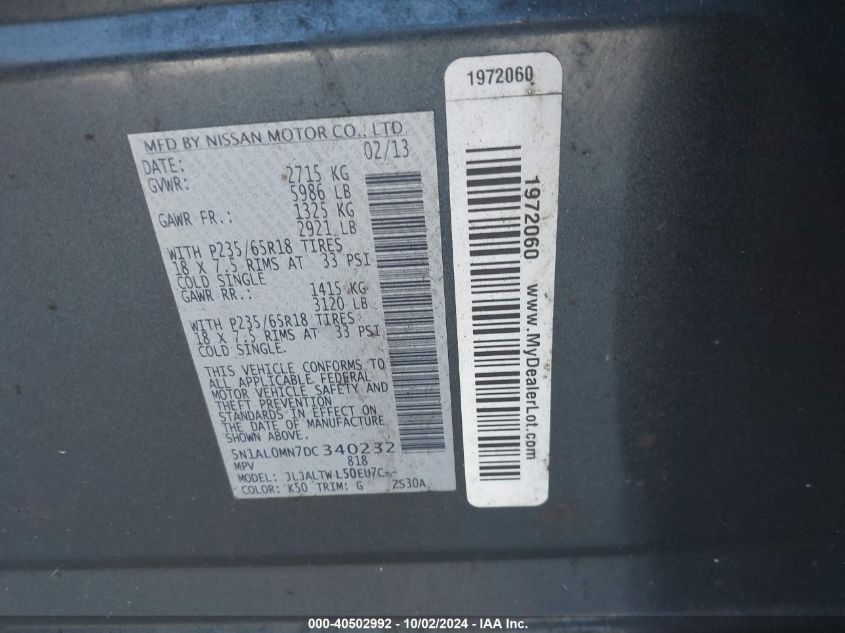 MFD BY NISSAN MOTOR CO., LTD.
DATE: 02/13
GVWR: 2715 KG
5986 LB
GAWR FR.: 1325 KG
2921 LB
WITH P235/65R18 TIRES
18 X 7.5 RIMS AT 33 PSI
COLD SINGLE
GAWR RR.: 1415 KG
3120 LB
WITH P235/65R18 TIRES
18 X 7.5 RIMS AT 33 PSI
COLD SINGLE.
THIS VEHICLE CONFORMS TO
ALL APPLICABLE FEDERAL
MOTOR VEHICLE SAFETY AND
THEFT PREVENTION
STANDARDS IN EFFECT ON
THE DATE OF MANUFACTURE
SHOWN ABOVE.
5N1AL0MN7DC340232
MPV 818
MODEL:
COLOR: K50 TRIM: G ZS30A
1972060
1972060 www.MyDealerLot.com
000-40502992 - 10/02/2024 - IAA Inc.